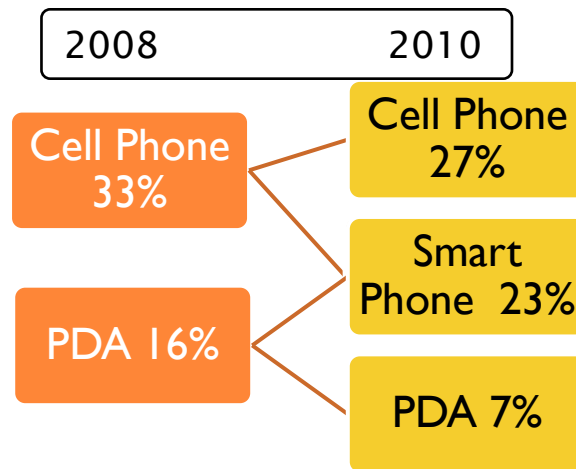 2008 2010
Cell Phone
33%
PDA 16%
Cell Phone
27%
Smart
Phone 23%
PDA 7%